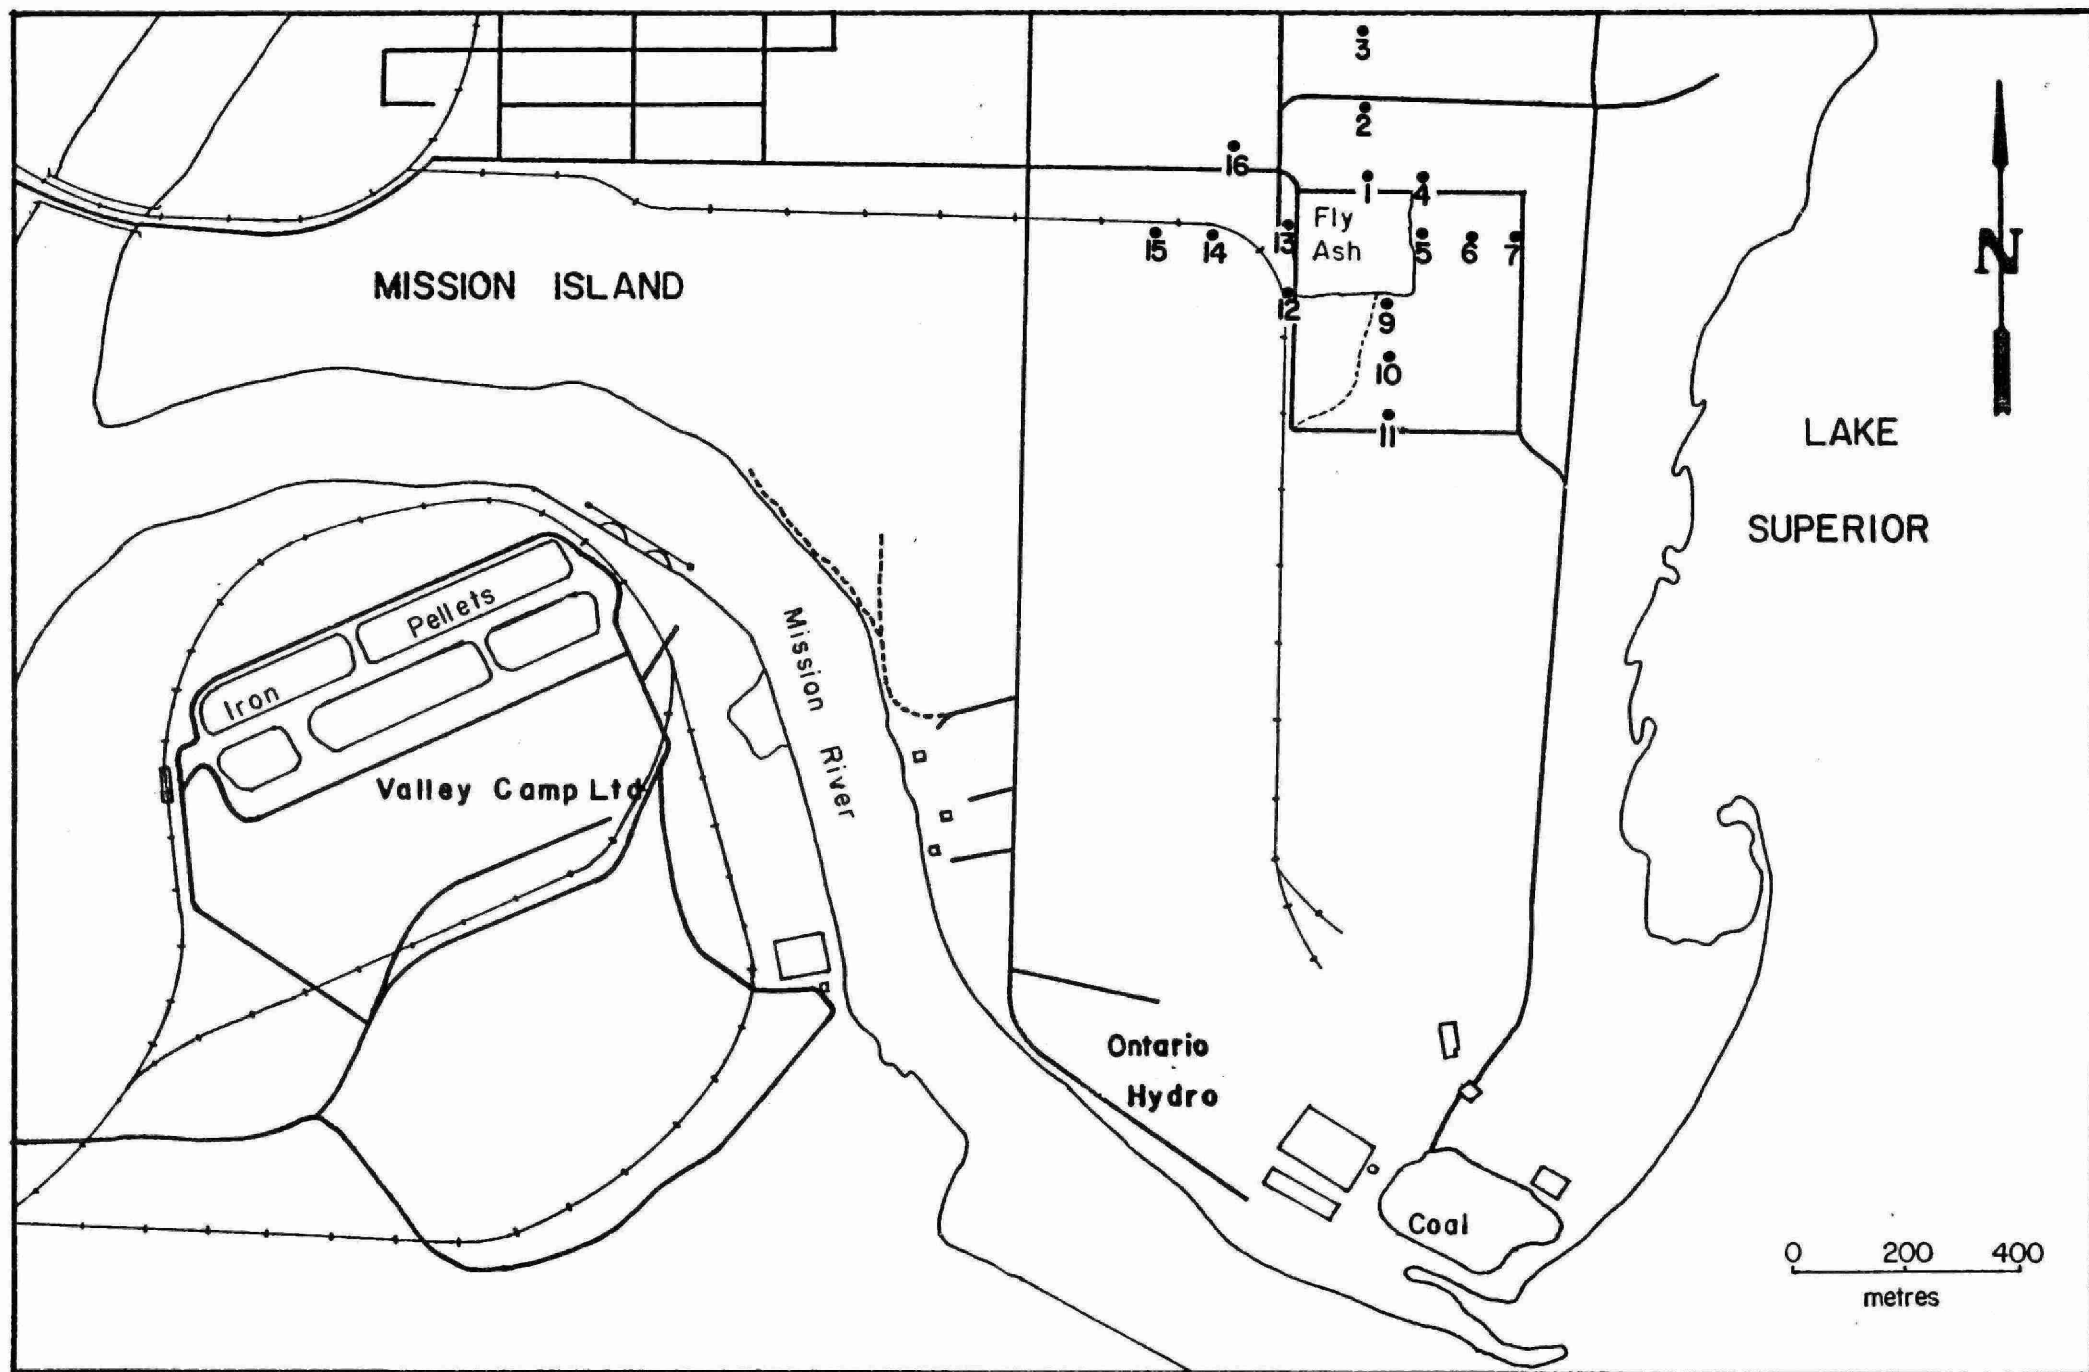 3
2
16
1
4
Fly
Ash
13
15
14
5
6
7
N
MISSION ISLAND
12
9
10
11
LAKE
SUPERIOR
Iron Pellets
Mission River
Valley Camp Ltd.
Ontario
Hydro
Coal
0 200 400
metres